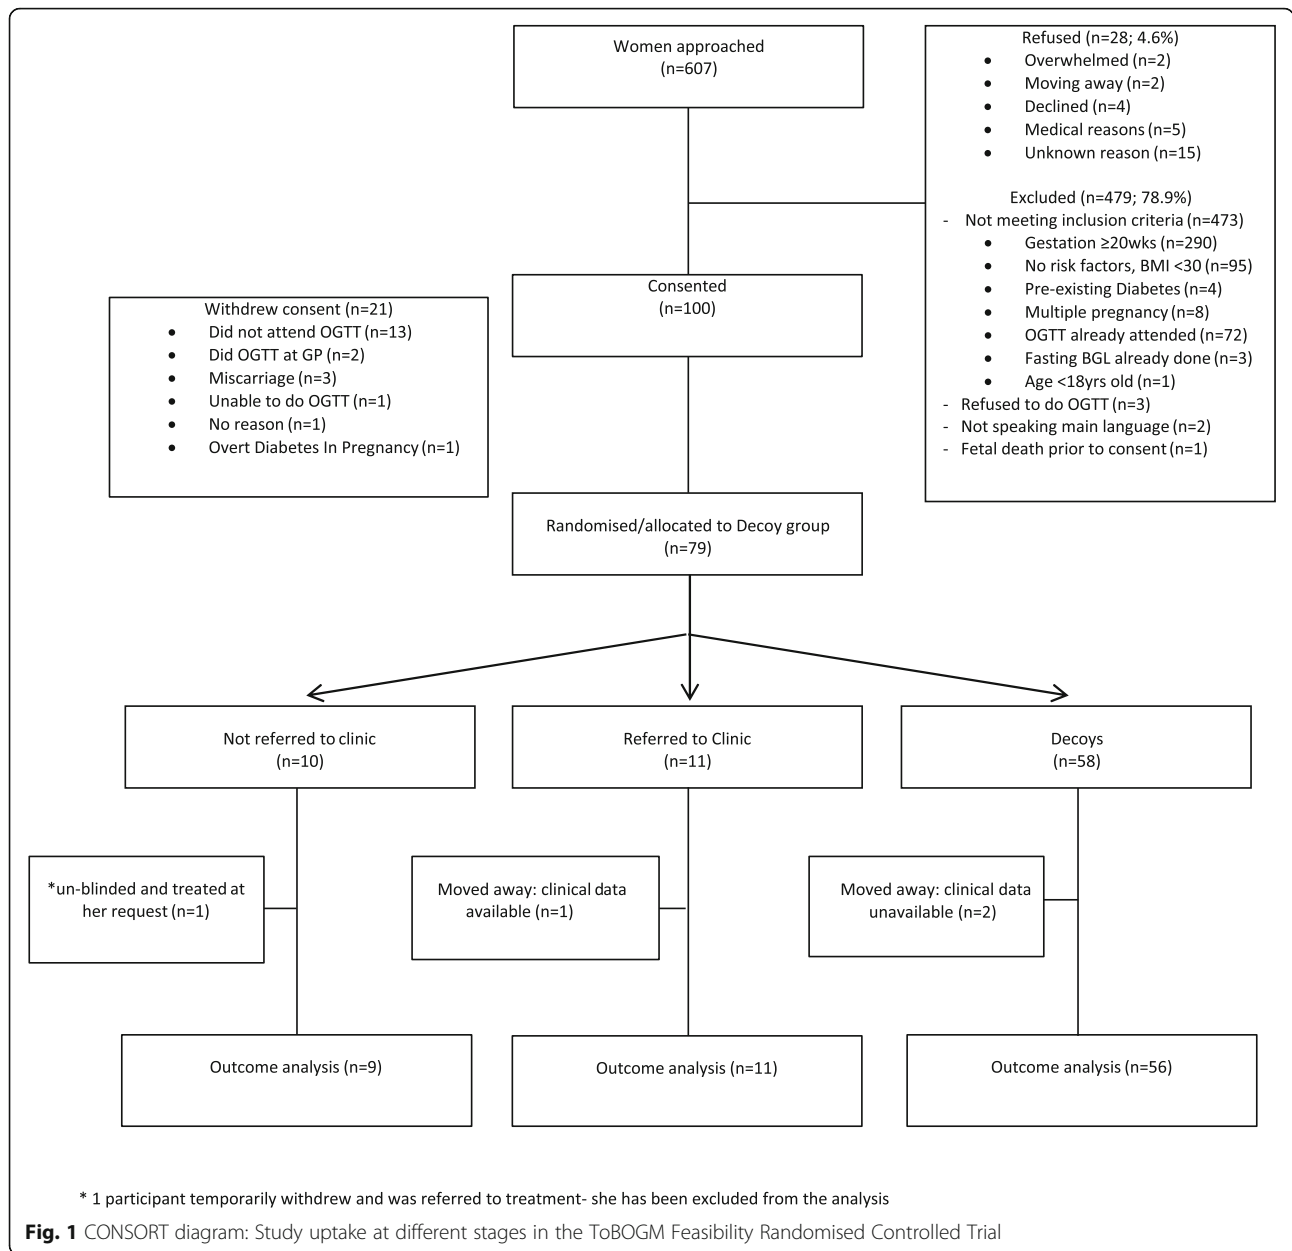 Women approached
(n=607)
Refused (n=28; 4.6%)
• Overwhelmed (n=2)
• Moving away (n=2)
• Declined (n=4)
• Medical reasons (n=5)
• Unknown reason (n=15)
Excluded (n=479; 78.9%)
- Not meeting inclusion criteria (n=473)
• Gestation ≥20wks (n=290)
• No risk factors, BMI <30 (n=95)
• Pre-existing Diabetes (n=4)
• Multiple pregnancy (n=8)
• OGTT already attended (n=72)
• Fasting BGL already done (n=3)
• Age <18yrs old (n=1)
- Refused to do OGTT (n=3)
- Not speaking main language (n=2)
- Fetal death prior to consent (n=1)
Consented
(n=100)
Withdrew consent (n=21)
• Did not attend OGTT (n=13)
• Did OGTT at GP (n=2)
• Miscarriage (n=3)
• Unable to do OGTT (n=1)
• No reason (n=1)
• Overt Diabetes In Pregnancy (n=1)
Randomised/allocated to Decoy group
(n=79)
Not referred to clinic
(n=10)
Referred to Clinic
(n=11)
Decoys
(n=58)
*un-blinded and treated at
her request (n=1)
Moved away: clinical data
available (n=1)
Moved away: clinical data
unavailable (n=2)
Outcome analysis (n=9)
Outcome analysis (n=11)
Outcome analysis (n=56)
* 1 participant temporarily withdrew and was referred to treatment- she has been excluded from the analysis
Fig. 1 CONSORT diagram: Study uptake at different stages in the ToBOGM Feasibility Randomised Controlled Trial